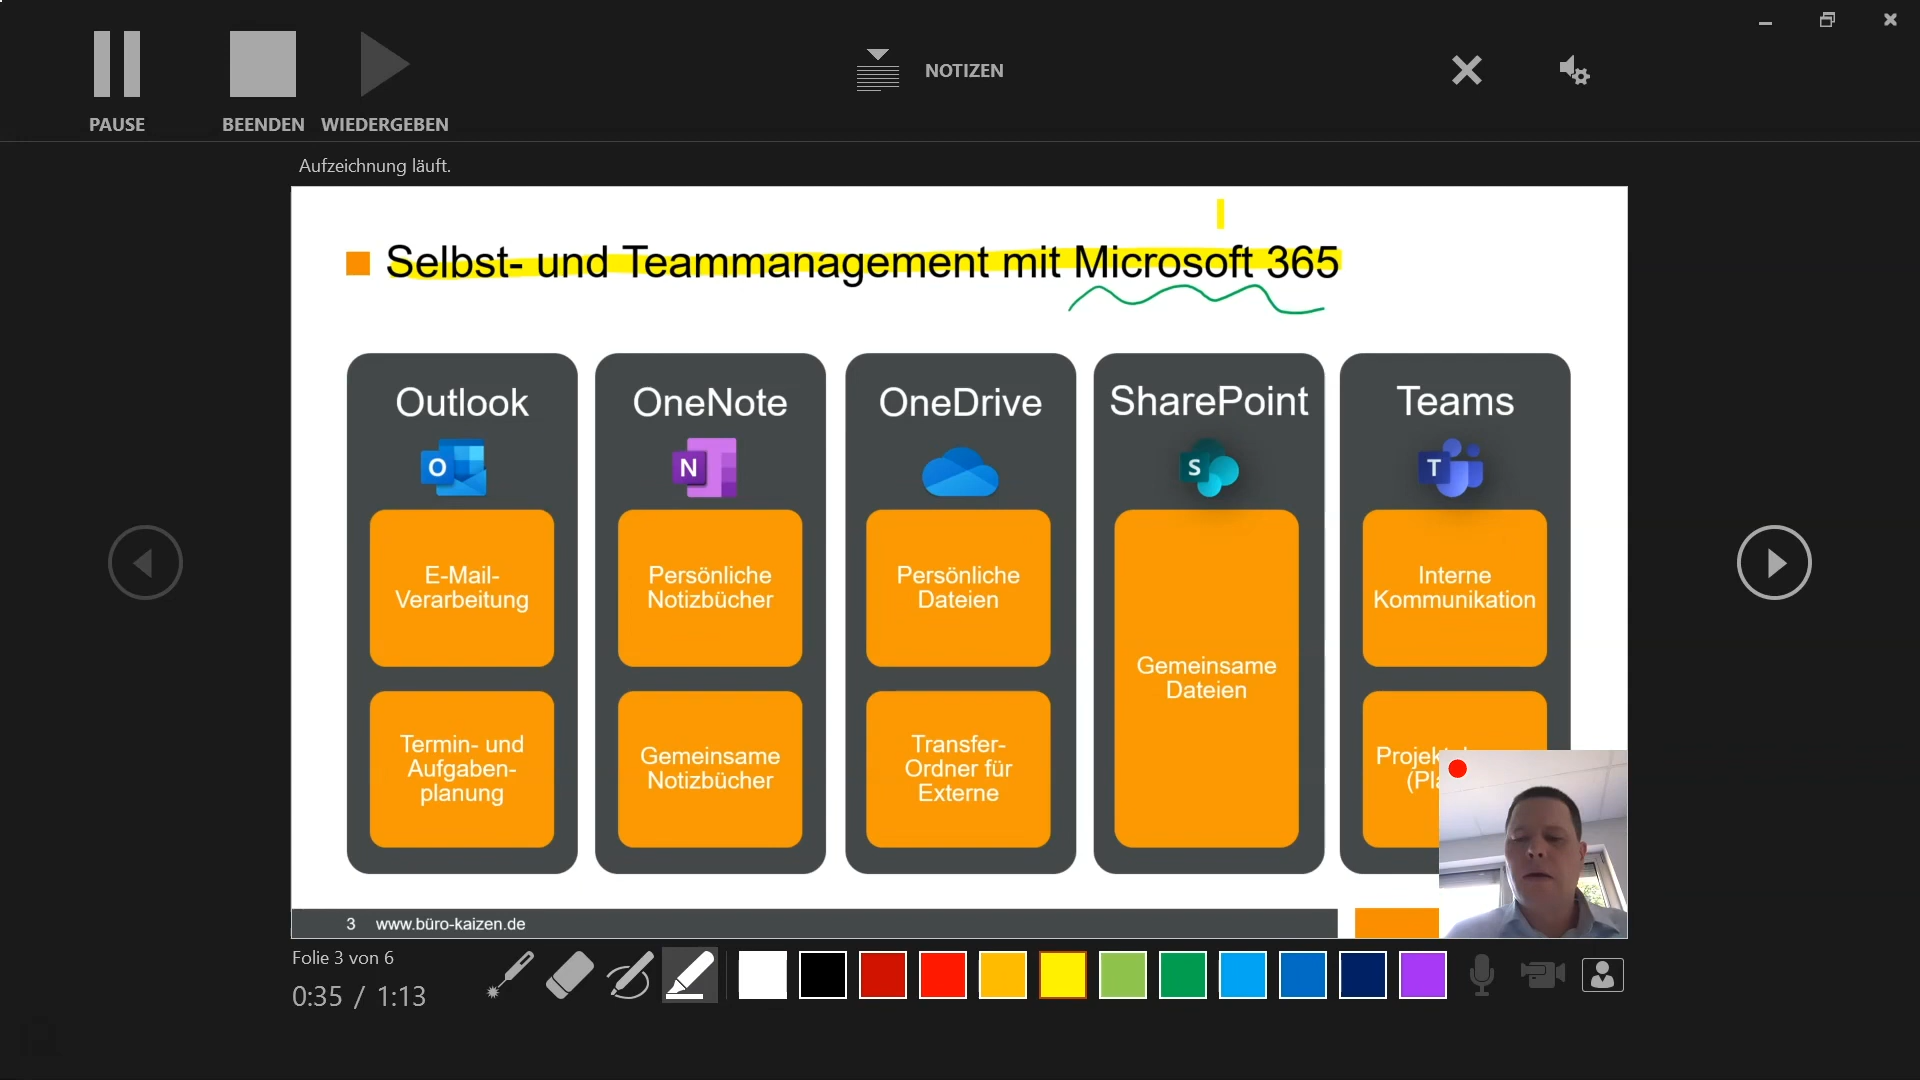 PAUSE
BEENDEN
WIEDERGEBEN
NOTIZEN
Aufzeichnung läuft.
Selbst- und Teammanagement mit Microsoft 365
Outlook
O
E-Mail-
Verarbeitung
Termin- und
Aufgaben-
planung
OneNote
N
Persönliche
Notizbücher
Gemeinsame
Notizbücher
OneDrive
Persönliche
Dateien
Transfer-
Ordner für
Externe
SharePoint
S
Gemeinsame
Dateien
Teams
T
Interne
Kommunikation
3 www.büro-kaizen.de
Folie 3 von 6
0:35 / 1:13